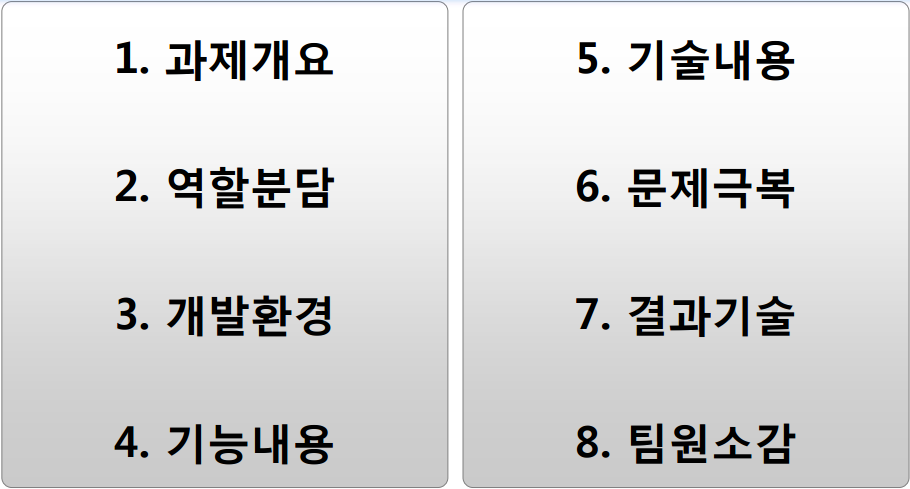 1. 과제개요
2. 역할분담
3. 개발환경
4. 기능내용
5. 기술내용
6. 문제극복
7. 결과기술
8. 팀원소감